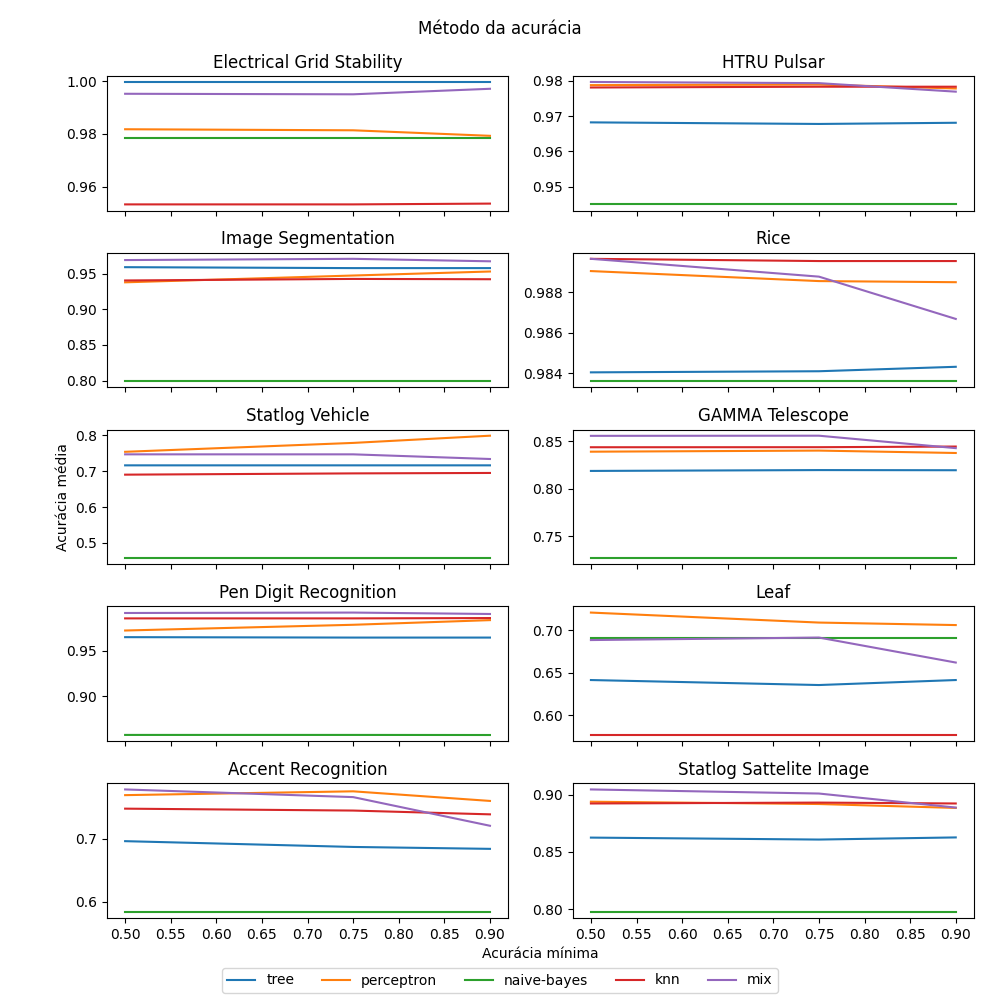 Método da acurácia
Electrical Grid Stability
1.00
0.98
0.96
HTRU Pulsar
0.98
0.97
0.96
0.95
Image Segmentation
0.95
0.90
0.85
0.80
Rice
0.988
0.986
0.984
Statlog Vehicle
0.8
0.7
0.6
0.5
Acurácia média
GAMMA Telescope
0.85
0.80
0.75
Pen Digit Recognition
0.95
0.90
Leaf
0.70
0.65
0.60
Accent Recognition
0.7
0.6
0.50 0.55 0.60 0.65 0.70 0.75 0.80 0.85 0.90
Statlog Sattelite Image
0.90
0.85
0.80
0.50 0.55 0.60 0.65 0.70 0.75 0.80 0.85 0.90
Acurácia mínima
tree perceptron naive-bayes knn mix